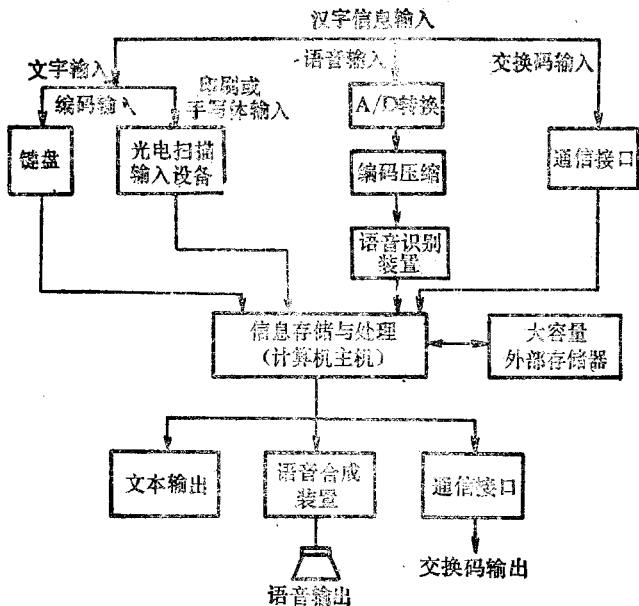 汉字信息输入
文字输入
语音输入
交换码输入
编码输入
印刷或
手写体输入
键盘
光电扫描
输入设备
A/D转换
编码压缩
语音识别
装置
通信接口
信息存储与处理
(计算机主机)
大容量
外部存储器
文本输出
语音合成
装置
通信接口
语音输出
交换码输出